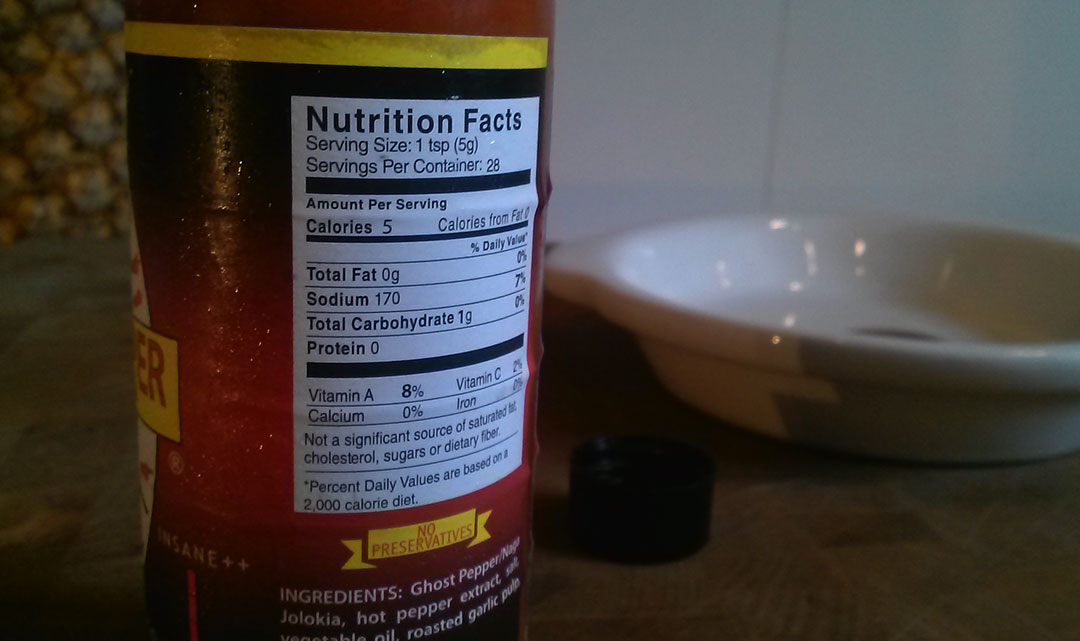 Nutrition Facts
Serving Size: 1 tsp (5g)
Servings Per Container: 28
Amount Per Serving
Calories 5 Calories from Fat 0
% Daily Value*
Total Fat 0g 0%
Sodium 170 7%
Total Carbohydrate 1g 0%
Protein 0
Vitamin A 8% Vitamin C 2%
Calcium 0% Iron 0%
Not a significant source of saturated fat,
cholesterol, sugars or dietary fiber.
*Percent Daily Values are based on a
2,000 calorie diet.
ER
®
INSANE++
NO
PRESERVATIVES
INGREDIENTS: Ghost Pepper/Naga
Jolokia, hot pepper extract, salt,
vegetable oil, roasted garlic pulp